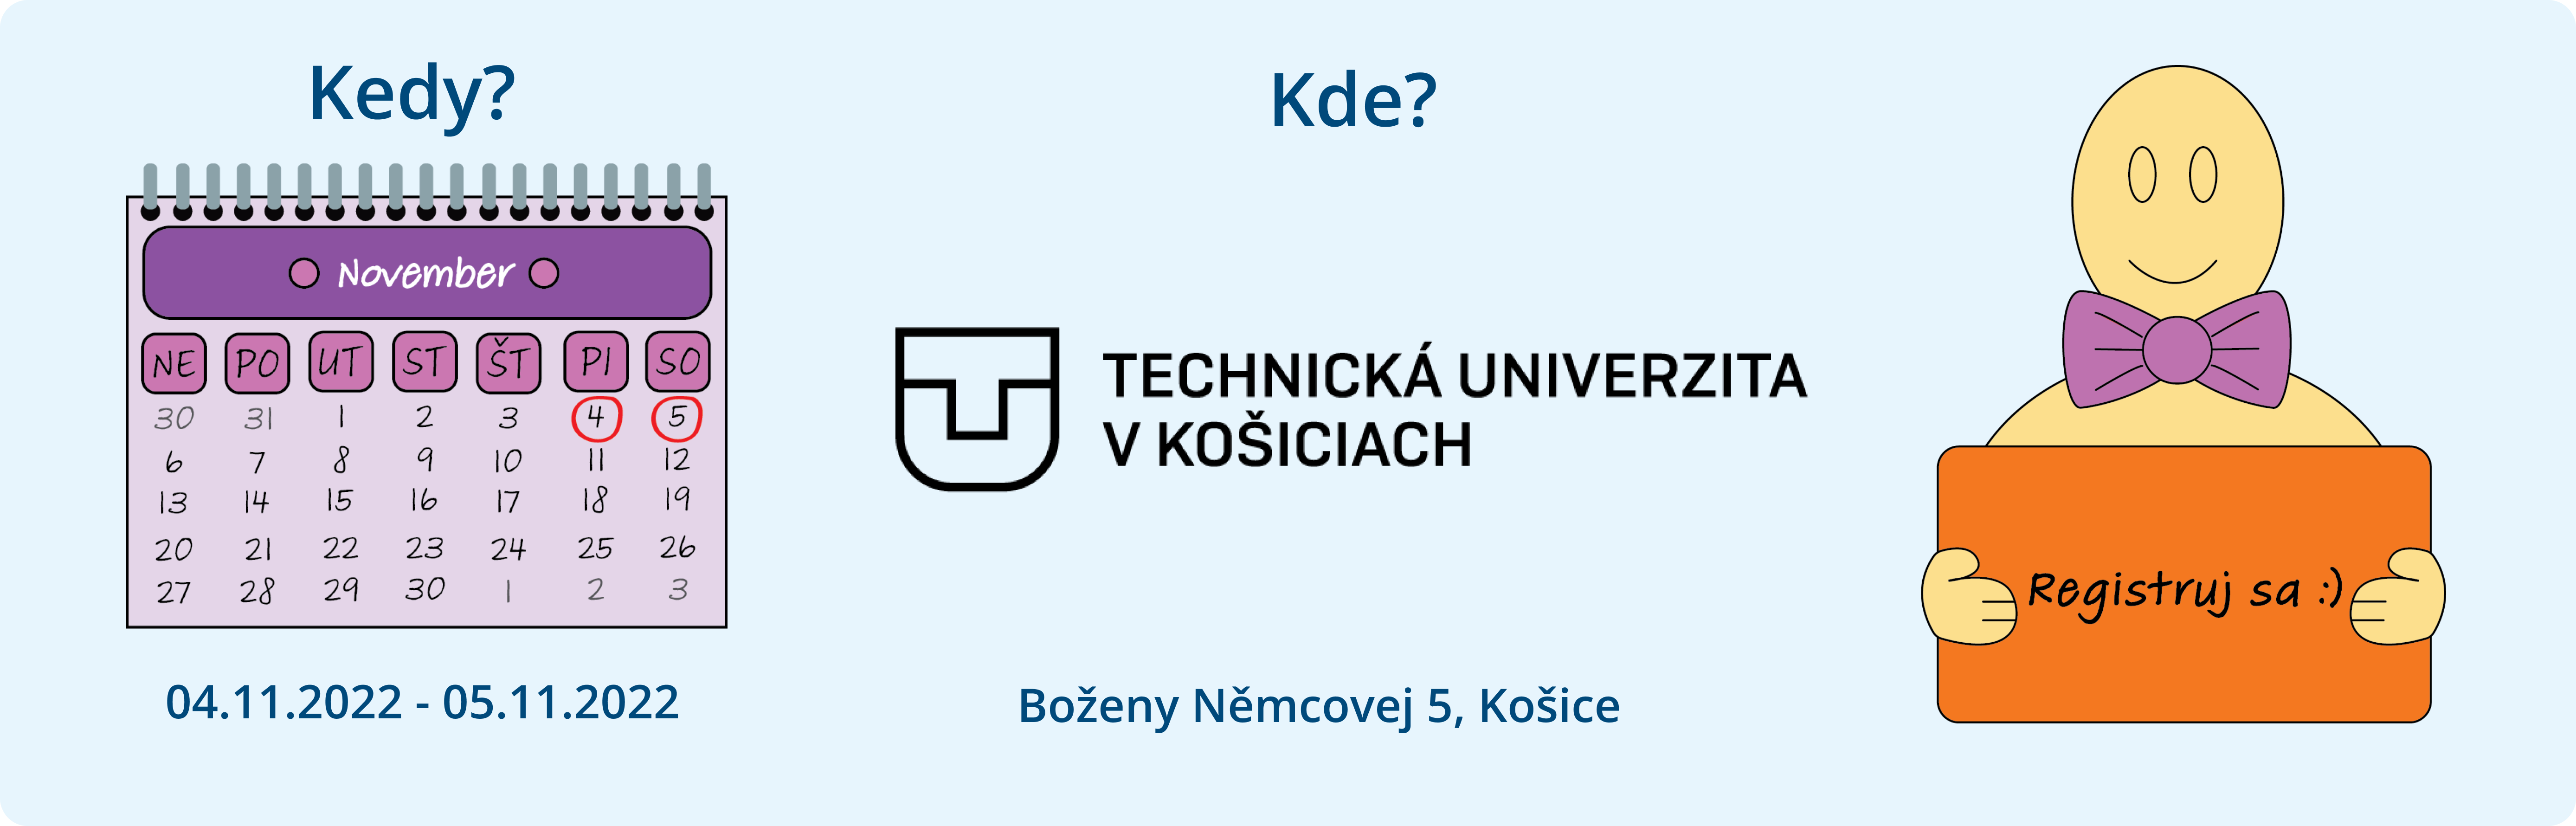 Kedy?
November
NE PO UT ST ŠT PI SO
30 31 1 2 3 4 5
6 7 8 9 10 11 12
13 14 15 16 17 18 19
20 21 22 23 24 25 26
27 28 29 30 1 2 3
04.11.2022 - 05.11.2022
Kde?
TECHNICKÁ UNIVERZITA
V KOŠICIACH
Boženy Němcovej 5, Košice
Registruj sa :)